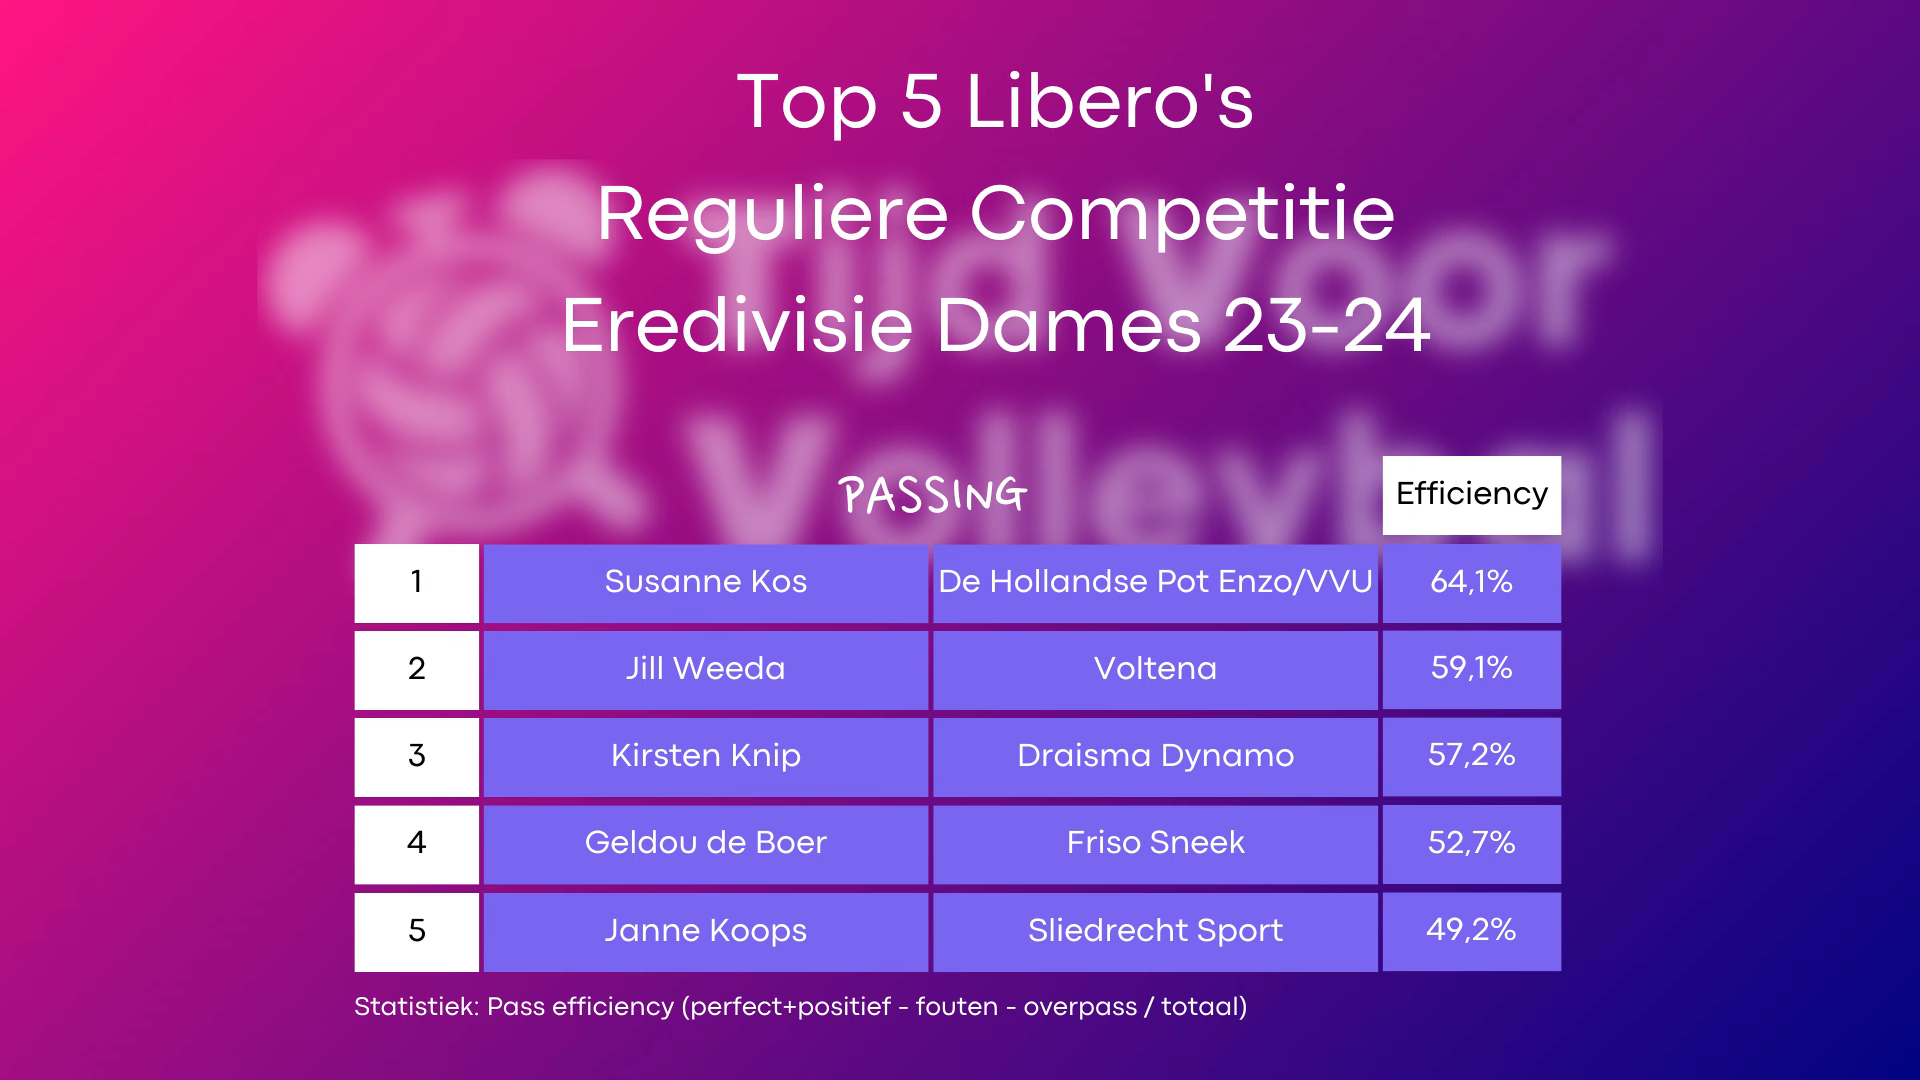 Top 5 Libero's
Reguliere Competitie
Eredivisie Dames 23-24
Tijd Voor
Volleybal
PASSING Efficiency
1 Susanne Kos De Hollandse Pot Enzo/VVU 64,1%
2 Jill Weeda Voltena 59,1%
3 Kirsten Knip Draisma Dynamo 57,2%
4 Geldou de Boer Friso Sneek 52,7%
5 Janne Koops Sliedrecht Sport 49,2%
Statistiek: Pass efficiency (perfect+positief - fouten - overpass / totaal)